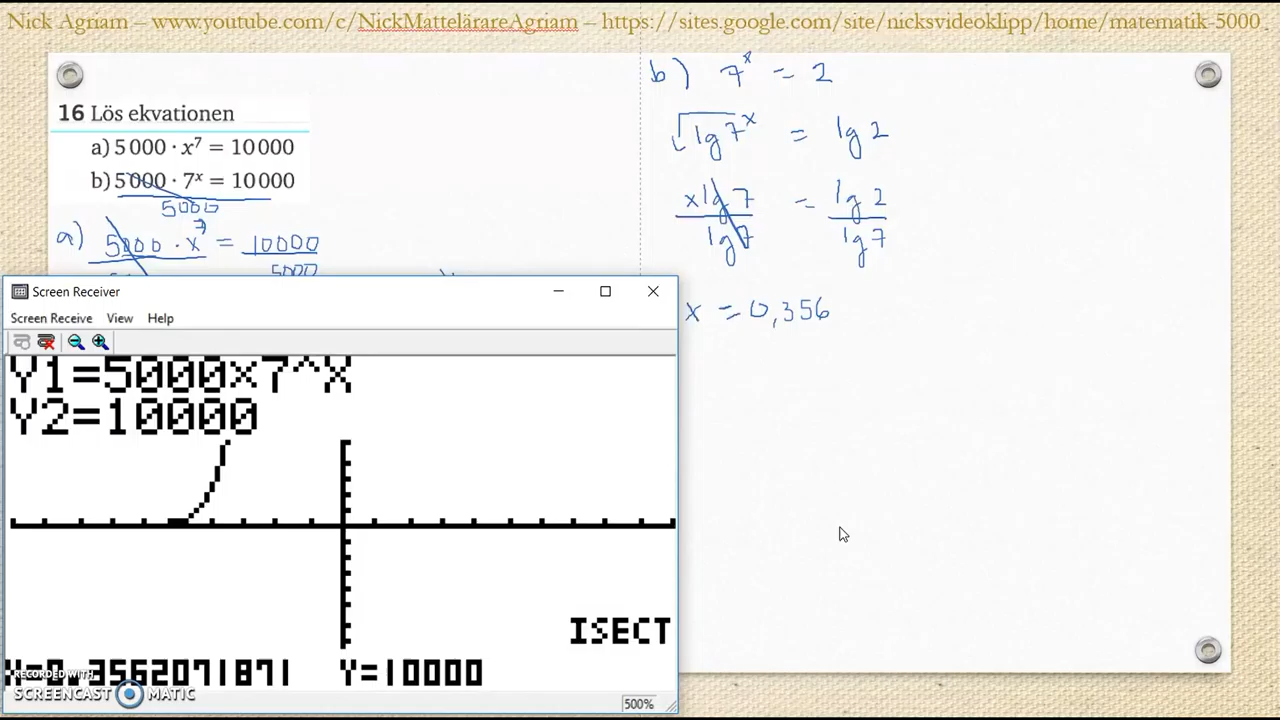 Nick Agriam – www.youtube.com/c/NickMattelärareAgriam – https://sites.google.com/site/nicksvideoklipp/home/matematik-5000
16 Lös ekvationen
a) 5 000 · x⁷ = 10 000
b) 5 000 · 7ˣ = 10 000
5000
a) 5000 · x⁷ = 10000
5000
b) 7ˣ = 2
lg 7ˣ = lg 2
x lg 7 = lg 2
lg 7 lg 7
x ≈ 0,356
Screen Receiver
Screen Receive View Help
Y1=5000×7^X
Y2=10000
ISECT
X=0.3562071871 Y=10000
RECORDED WITH
SCREENCAST MATIC
500%